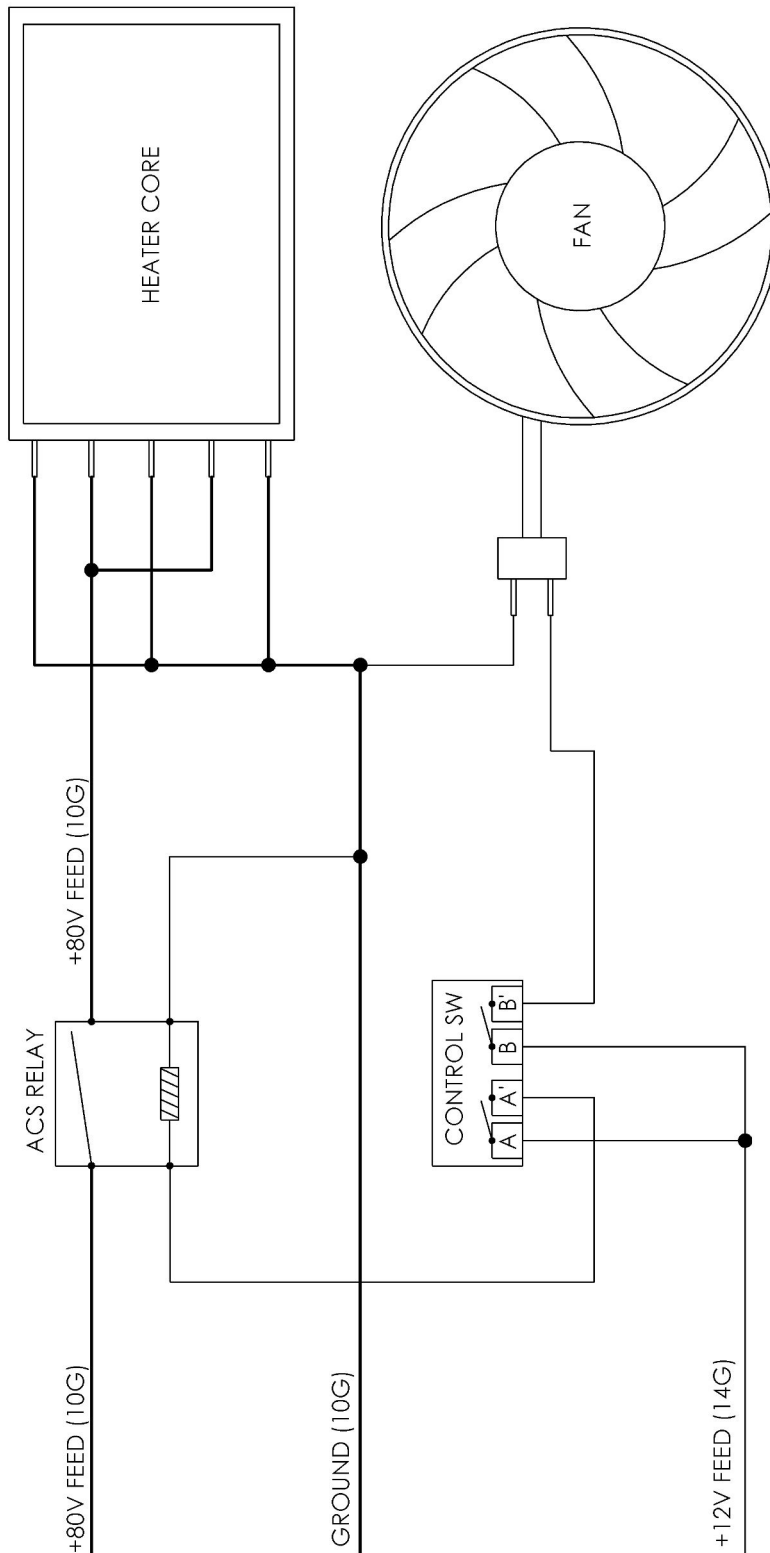 +80V FEED (10G)
ACS RELAY
+80V FEED (10G)
HEATER CORE
GROUND (10G)
CONTROL SW
A
A'
B
B'
FAN
+12V FEED (14G)